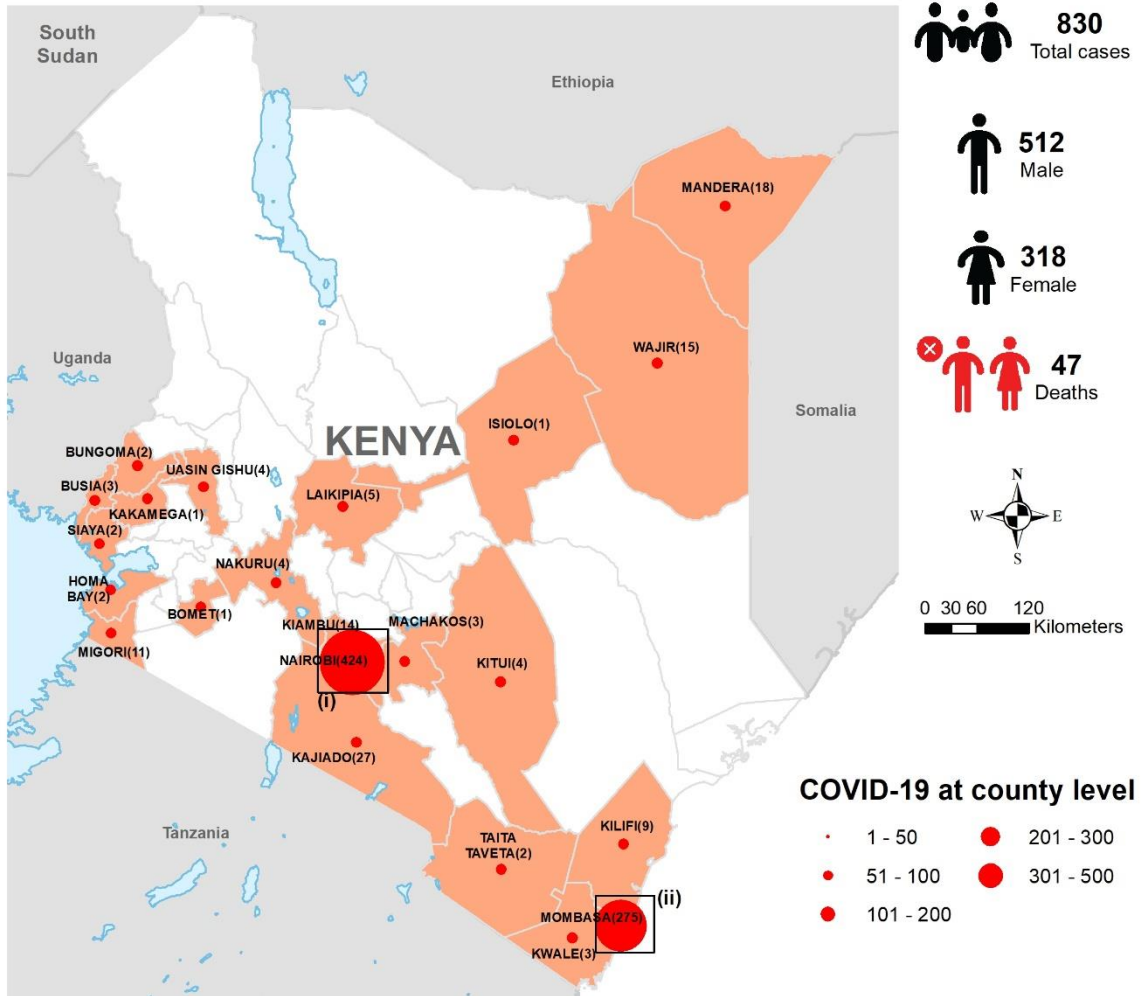 South
Sudan
Ethiopia
Uganda
Somalia
Tanzania
KENYA
MANDERA(18)
WAJIR(15)
ISIOLO(1)
BUNGOMA(2)
UASIN GISHU(4)
BUSIA(3)
KAKAMEGA(1)
LAIKIPIA(5)
SIAYA(2)
NAKURU(4)
HOMA
BAY(2)
BOMET(1)
KIAMBU(14)
MACHAKOS(3)
MIGORI(11)
NAIROBI(424)
KITUI(4)
(i)
KAJIADO(27)
KILIFI(9)
TAITA
TAVETA(2)
(ii)
MOMBASA(275)
KWALE(3)
830
Total cases
512
Male
318
Female
47
Deaths
N
W E
S
0 30 60 120
Kilometers
COVID-19 at county level
1 - 50
51 - 100
101 - 200
201 - 300
301 - 500